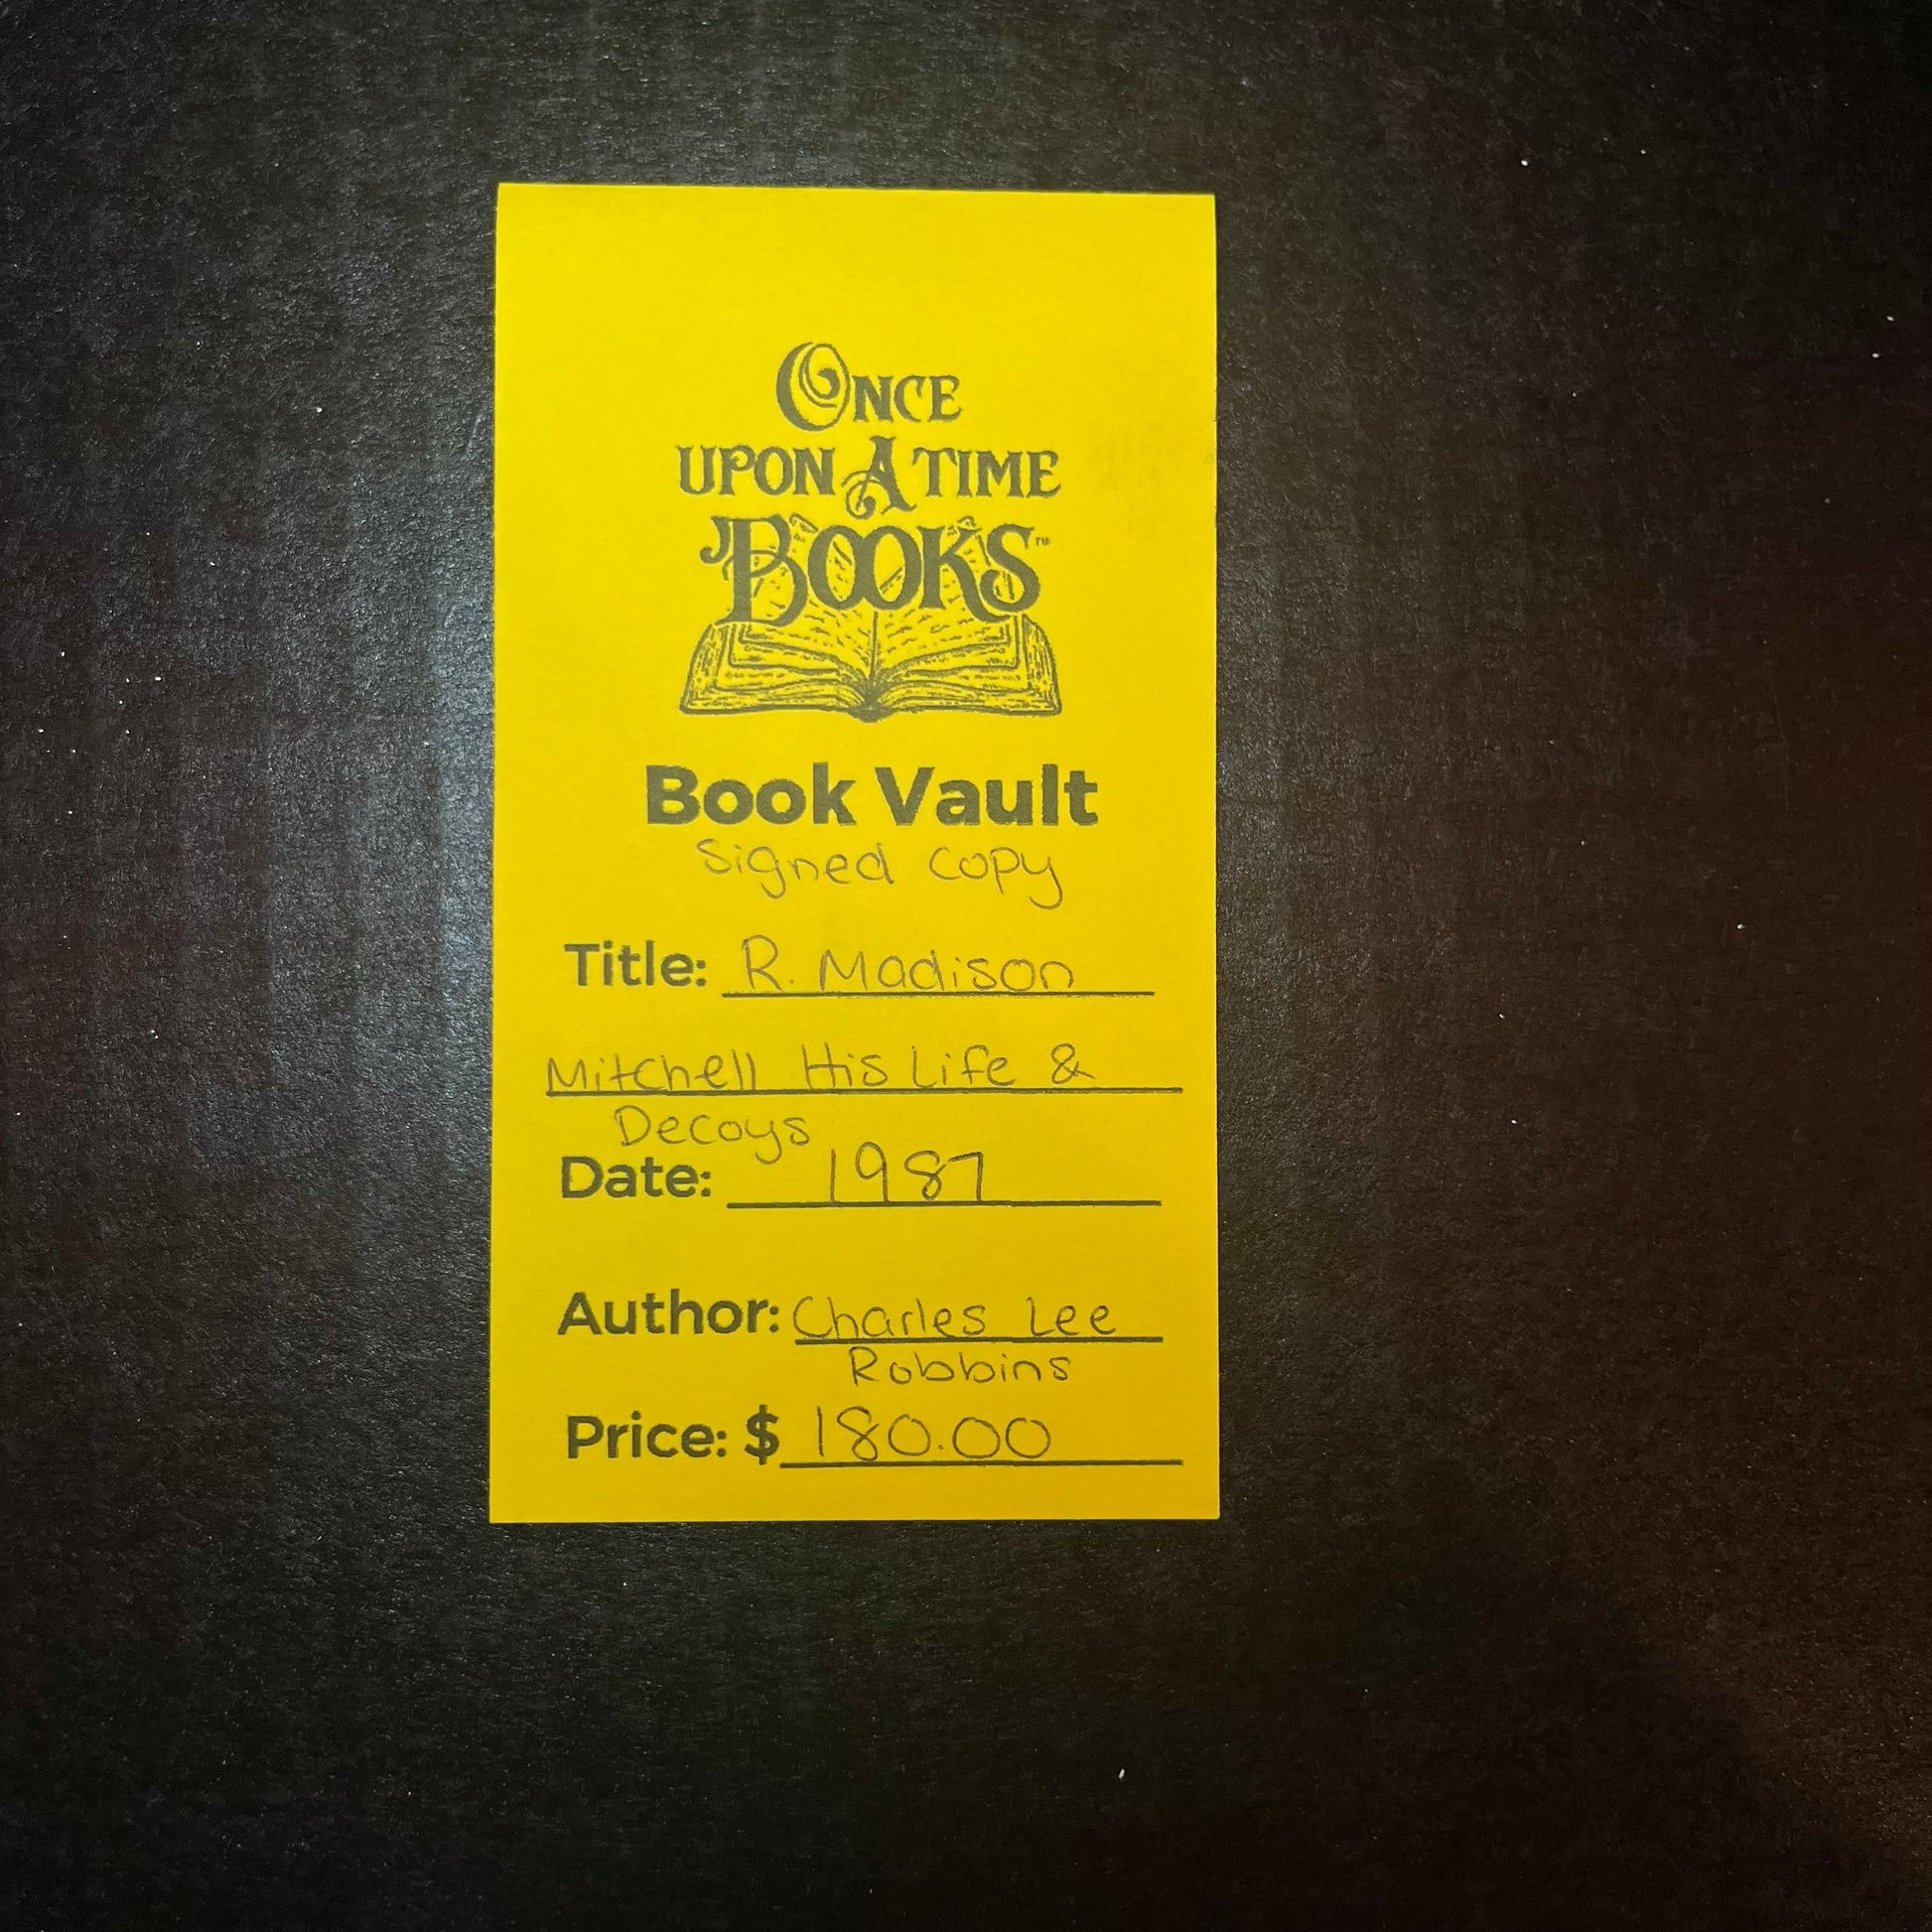 ONCE
UPON A TIME
BOOKS™
Book Vault
Signed Copy
Title: R. Madison
Mitchell His Life &
Decoys
Date: 1987
Author: Charles Lee
Robbins
Price: $ 180.00